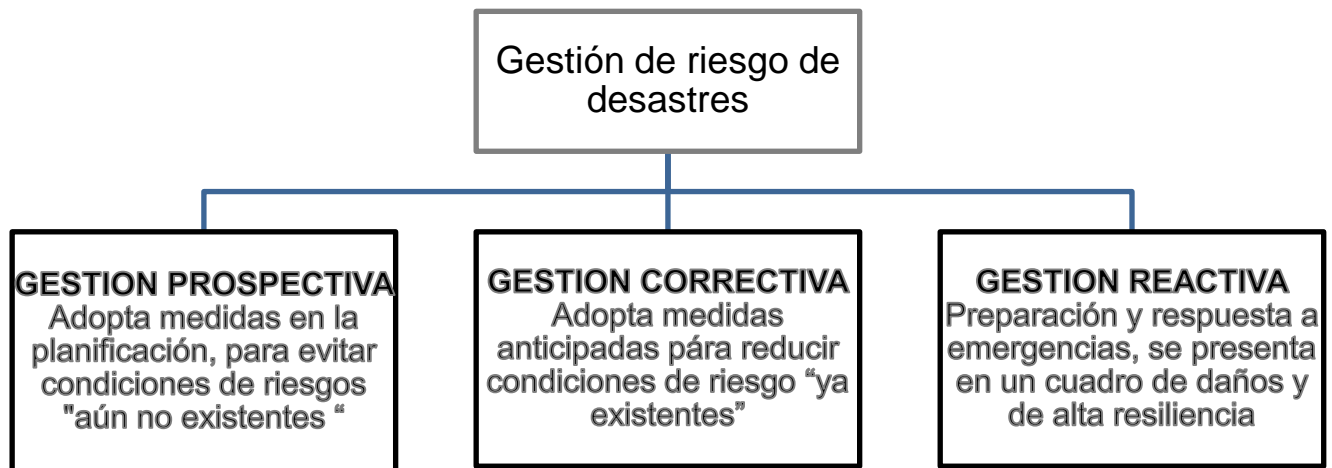 Gestión de riesgo de
desastres
GESTION PROSPECTIVA
Adopta medidas en la
planificación, para evitar
condiciones de riesgos
"aún no existentes “
GESTION CORRECTIVA
Adopta medidas
anticipadas pára reducir
condiciones de riesgo “ya
existentes”
GESTION REACTIVA
Preparación y respuesta a
emergencias, se presenta
en un cuadro de daños y
de alta resiliencia